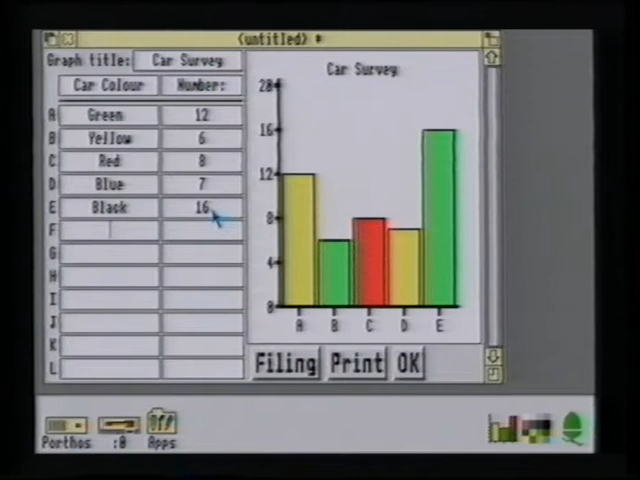 (untitled) *
Graph title: Car Survey
Car Colour Number:
A Green 12
B Yellow 6
C Red 8
D Blue 7
E Black 16
F
G
H
I
J
K
L
Car Survey
20
16
12
8
4
0
A B C D E
Filing Print OK
Porthos :0 Apps